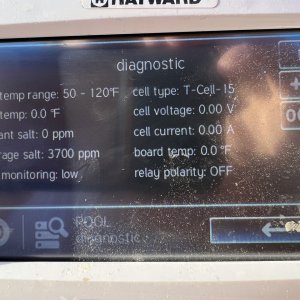 HAYWARD
diagnostic
temp range: 50 - 120°F
temp: 0.0 °F
ant salt: 0 ppm
rage salt: 3700 ppm
monitoring: low
cell type: T-Cell-15
cell voltage: 0.00 V
cell current: 0.00 A
board temp: 0.0 °F
relay polarity: OFF
POOL
diagnostic